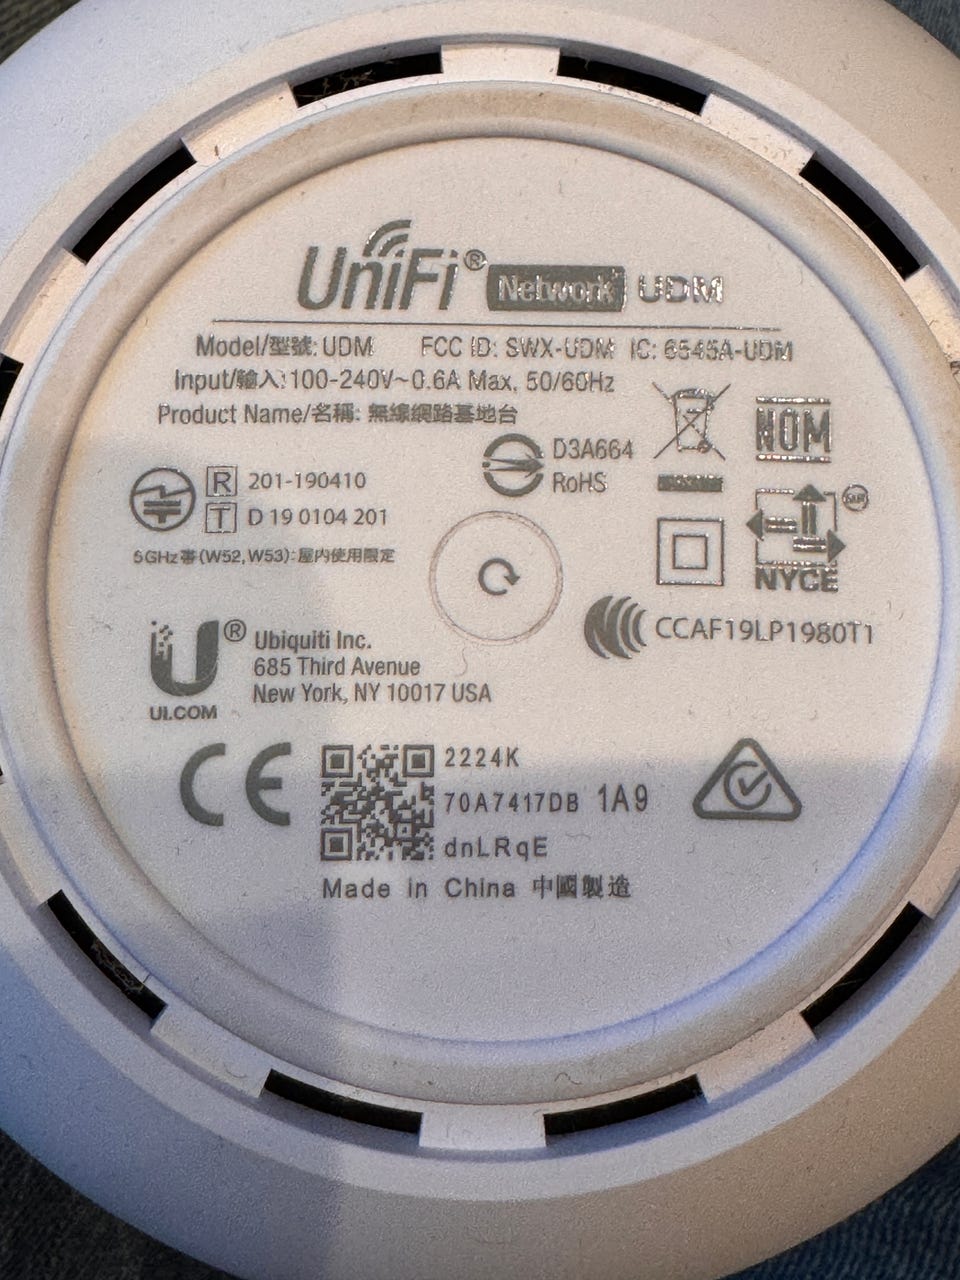 UniFi® Network UDM
Model/型號: UDM FCC ID: SWX-UDM IC: 6545A-UDM
Input/輸入: 100-240V~0.6A Max, 50/60Hz
Product Name/名稱: 無線網路基地台
D3A664
RoHS
NOM
R 201-190410
T D 19 0104 201
5GHz帯 (W52, W53): 屋内使用限定
NYCE
CCAF19LP1980T1
U® Ubiquiti Inc.
685 Third Avenue
New York, NY 10017 USA
UI.COM
CE
2224K
70A7417DB 1A9
dnLRqE
Made in China 中國製造